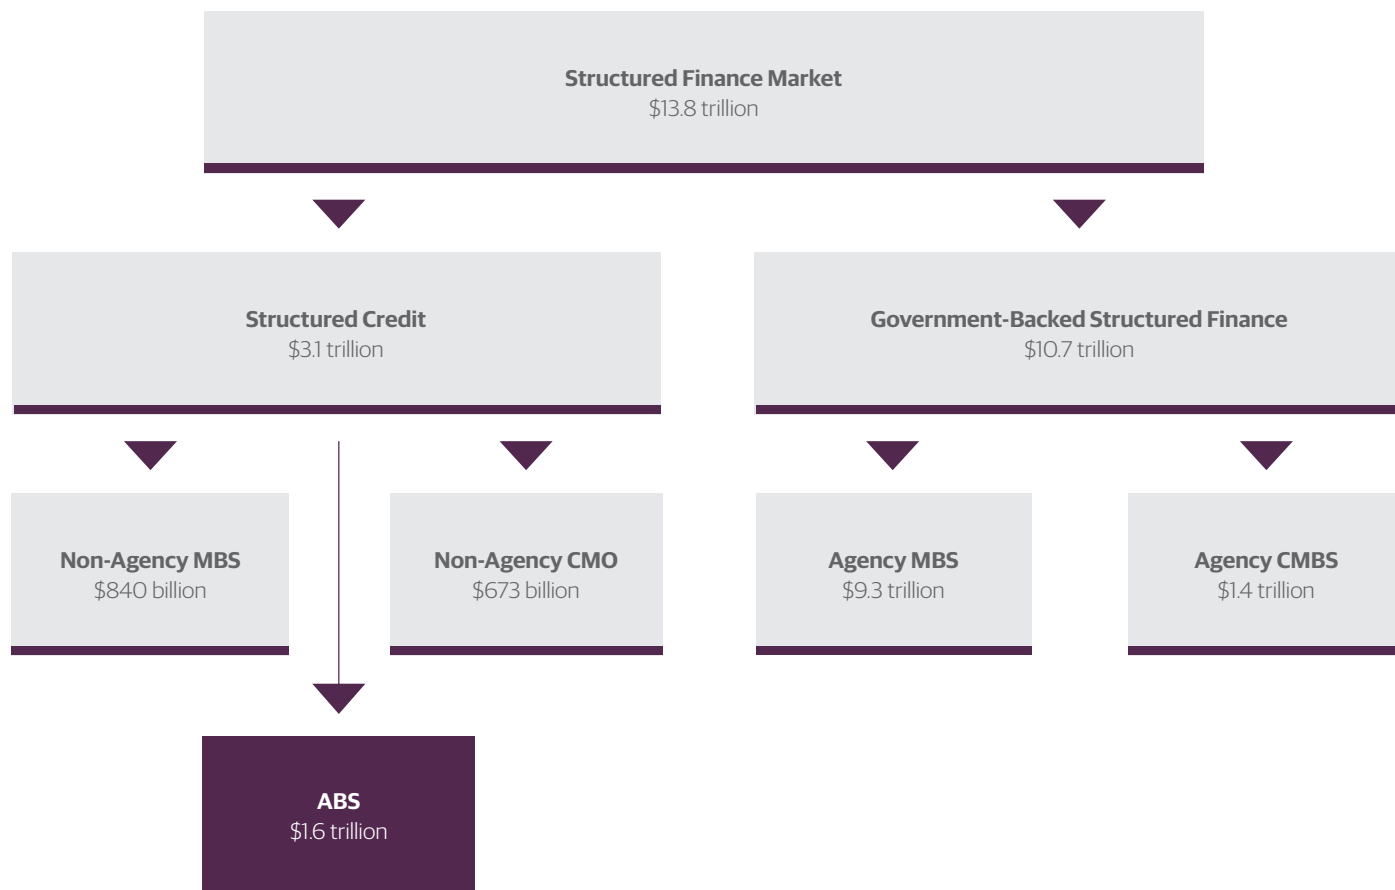 Structured Finance Market
$13.8 trillion
Structured Credit
$3.1 trillion
Government-Backed Structured Finance
$10.7 trillion
Non-Agency MBS
$840 billion
Non-Agency CMO
$673 billion
Agency MBS
$9.3 trillion
Agency CMBS
$1.4 trillion
ABS
$1.6 trillion